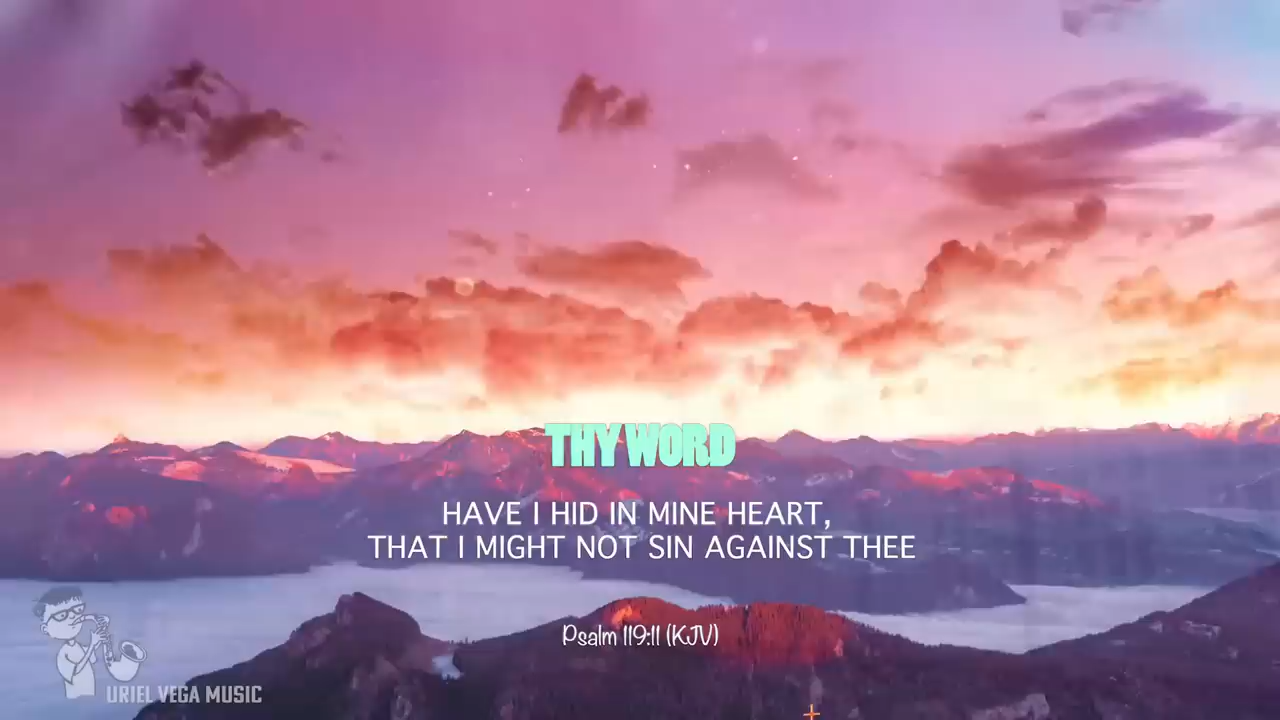 THY WORD
HAVE I HID IN MINE HEART,
THAT I MIGHT NOT SIN AGAINST THEE
Psalm 119:11 (KJV)
URIEL VEGA MUSIC